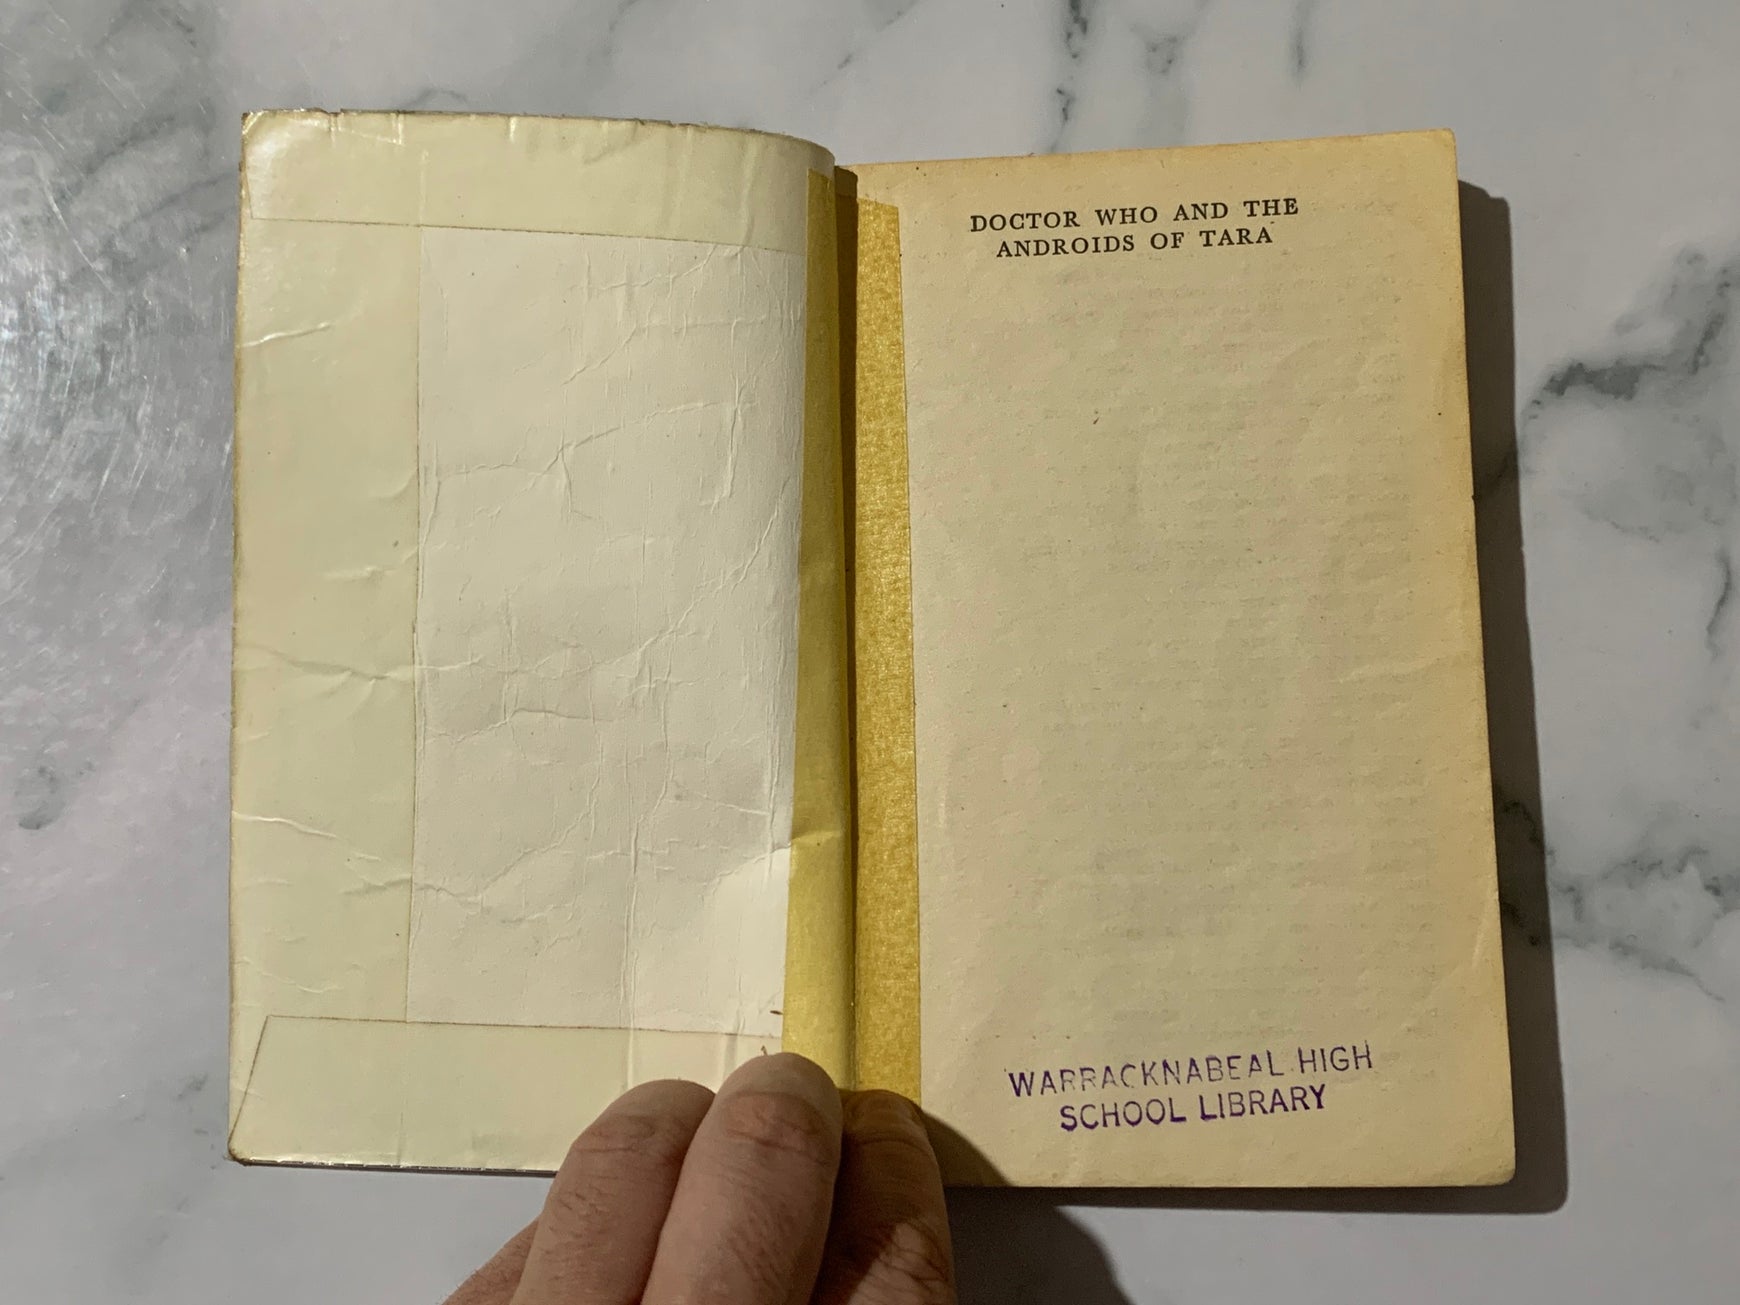 DOCTOR WHO AND THE
ANDROIDS OF TARA
WARRACKNABEAL HIGH
SCHOOL LIBRARY